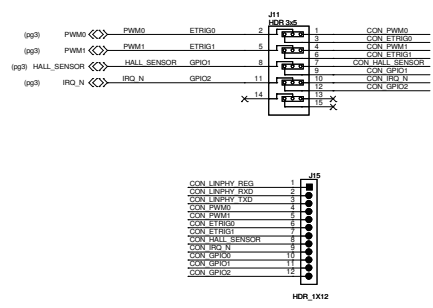 J11
HDR 3x5
(pg3) PWM0 PWM0 ETRIG0 2 1 CON_PWM0
3 CON_ETRIG0
(pg3) PWM1 PWM1 ETRIG1 5 4 CON_PWM1
6 CON_ETRIG1
(pg3) HALL_SENSOR HALL_SENSOR GPIO1 8 7 CON_HALL_SENSOR
9 CON_GPIO1
(pg3) IRQ_N IRQ_N GPIO2 11 10 CON_IRQ_N
12 CON_GPIO2
14 13
15
J15
CON_LINPHY_REG 1
CON_LINPHY_RXD 2
CON_LINPHY_TXD 3
CON_PWM0 4
CON_PWM1 5
CON_ETRIG0 6
CON_ETRIG1 7
CON_HALL_SENSOR 8
CON_IRQ_N 9
CON_GPIO0 10
CON_GPIO1 11
CON_GPIO2 12
HDR_1X12